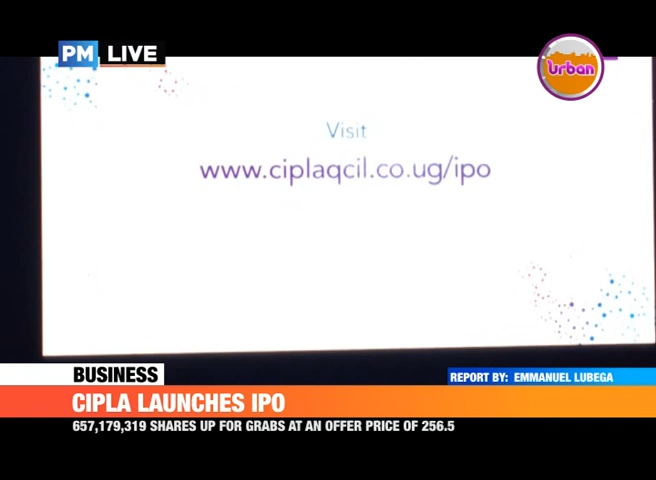 PM LIVE
Urban
Visit
www.ciplaqcil.co.ug/ipo
BUSINESS
REPORT BY: EMMANUEL LUBEGA
CIPLA LAUNCHES IPO
657,179,319 SHARES UP FOR GRABS AT AN OFFER PRICE OF 256.5